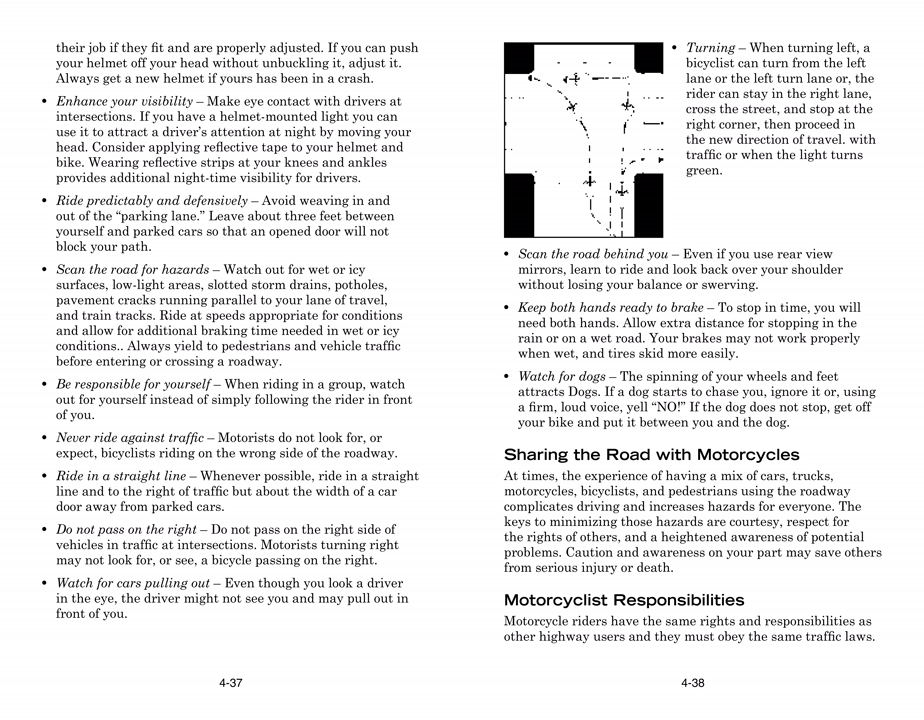 their job if they fit and are properly adjusted. If you can push
your helmet off your head without unbuckling it, adjust it.
Always get a new helmet if yours has been in a crash.
• Enhance your visibility – Make eye contact with drivers at
intersections. If you have a helmet-mounted light you can
use it to attract a driver’s attention at night by moving your
head. Consider applying reflective tape to your helmet and
bike. Wearing reflective strips at your knees and ankles
provides additional night-time visibility for drivers.
• Ride predictably and defensively – Avoid weaving in and
out of the “parking lane.” Leave about three feet between
yourself and parked cars so that an opened door will not
block your path.
• Scan the road for hazards – Watch out for wet or icy
surfaces, low-light areas, slotted storm drains, potholes,
pavement cracks running parallel to your lane of travel,
and train tracks. Ride at speeds appropriate for conditions
and allow for additional braking time needed in wet or icy
conditions.. Always yield to pedestrians and vehicle traffic
before entering or crossing a roadway.
• Be responsible for yourself – When riding in a group, watch
out for yourself instead of simply following the rider in front
of you.
• Never ride against traffic – Motorists do not look for, or
expect, bicyclists riding on the wrong side of the roadway.
• Ride in a straight line – Whenever possible, ride in a straight
line and to the right of traffic but about the width of a car
door away from parked cars.
• Do not pass on the right – Do not pass on the right side of
vehicles in traffic at intersections. Motorists turning right
may not look for, or see, a bicycle passing on the right.
• Watch for cars pulling out – Even though you look a driver
in the eye, the driver might not see you and may pull out in
front of you.
4-37
• Turning – When turning left, a
bicyclist can turn from the left
lane or the left turn lane or, the
rider can stay in the right lane,
cross the street, and stop at the
right corner, then proceed in
the new direction of travel. with
traffic or when the light turns
green.
• Scan the road behind you – Even if you use rear view
mirrors, learn to ride and look back over your shoulder
without losing your balance or swerving.
• Keep both hands ready to brake – To stop in time, you will
need both hands. Allow extra distance for stopping in the
rain or on a wet road. Your brakes may not work properly
when wet, and tires skid more easily.
• Watch for dogs – The spinning of your wheels and feet
attracts Dogs. If a dog starts to chase you, ignore it or, using
a firm, loud voice, yell “NO!” If the dog does not stop, get off
your bike and put it between you and the dog.
Sharing the Road with Motorcycles
At times, the experience of having a mix of cars, trucks,
motorcycles, bicyclists, and pedestrians using the roadway
complicates driving and increases hazards for everyone. The
keys to minimizing those hazards are courtesy, respect for
the rights of others, and a heightened awareness of potential
problems. Caution and awareness on your part may save others
from serious injury or death.
Motorcyclist Responsibilities
Motorcycle riders have the same rights and responsibilities as
other highway users and they must obey the same traffic laws.
4-38